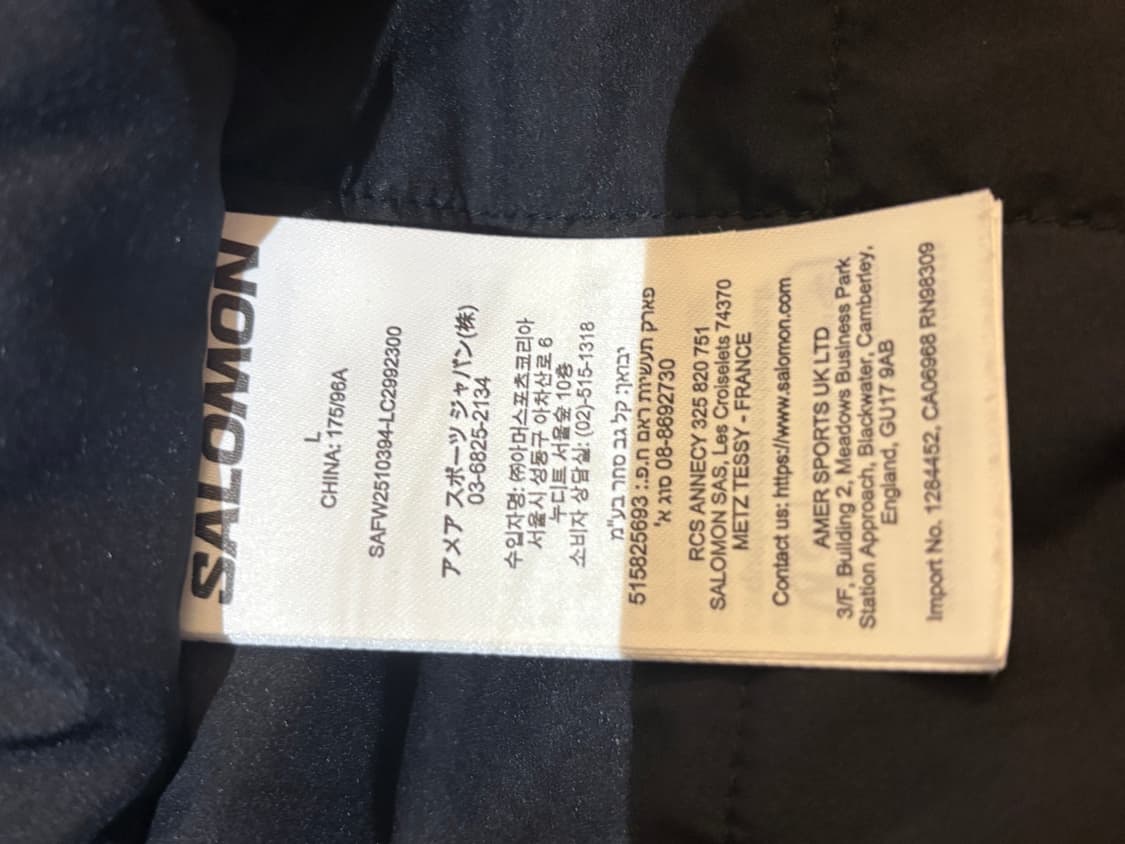 SALOMON
L
CHINA: 175/96A
SAFW2510394-LC2992300
アメア スポーツ ジャパン(株)
03-6825-2134
수입자명: (주)아머스포츠코리아
서울시 성동구 아차산로 6
누디트 서울숲 10층
소비자 상담실: (02)-515-1318
יבואן: קל גב סחר בע"מ
פארק תעשיות ראם ח.פ.: 515825693
08-8692730 סוג א'
RCS ANNECY 325 820 751
SALOMON SAS, Les Croiselets 74370
METZ TESSY - FRANCE
Contact us: https://www.salomon.com
AMER SPORTS UK LTD
3/F, Building 2, Meadows Business Park
Station Approach, Blackwater, Camberley,
England, GU17 9AB
Import No. 1284452, CA06968 RN98309